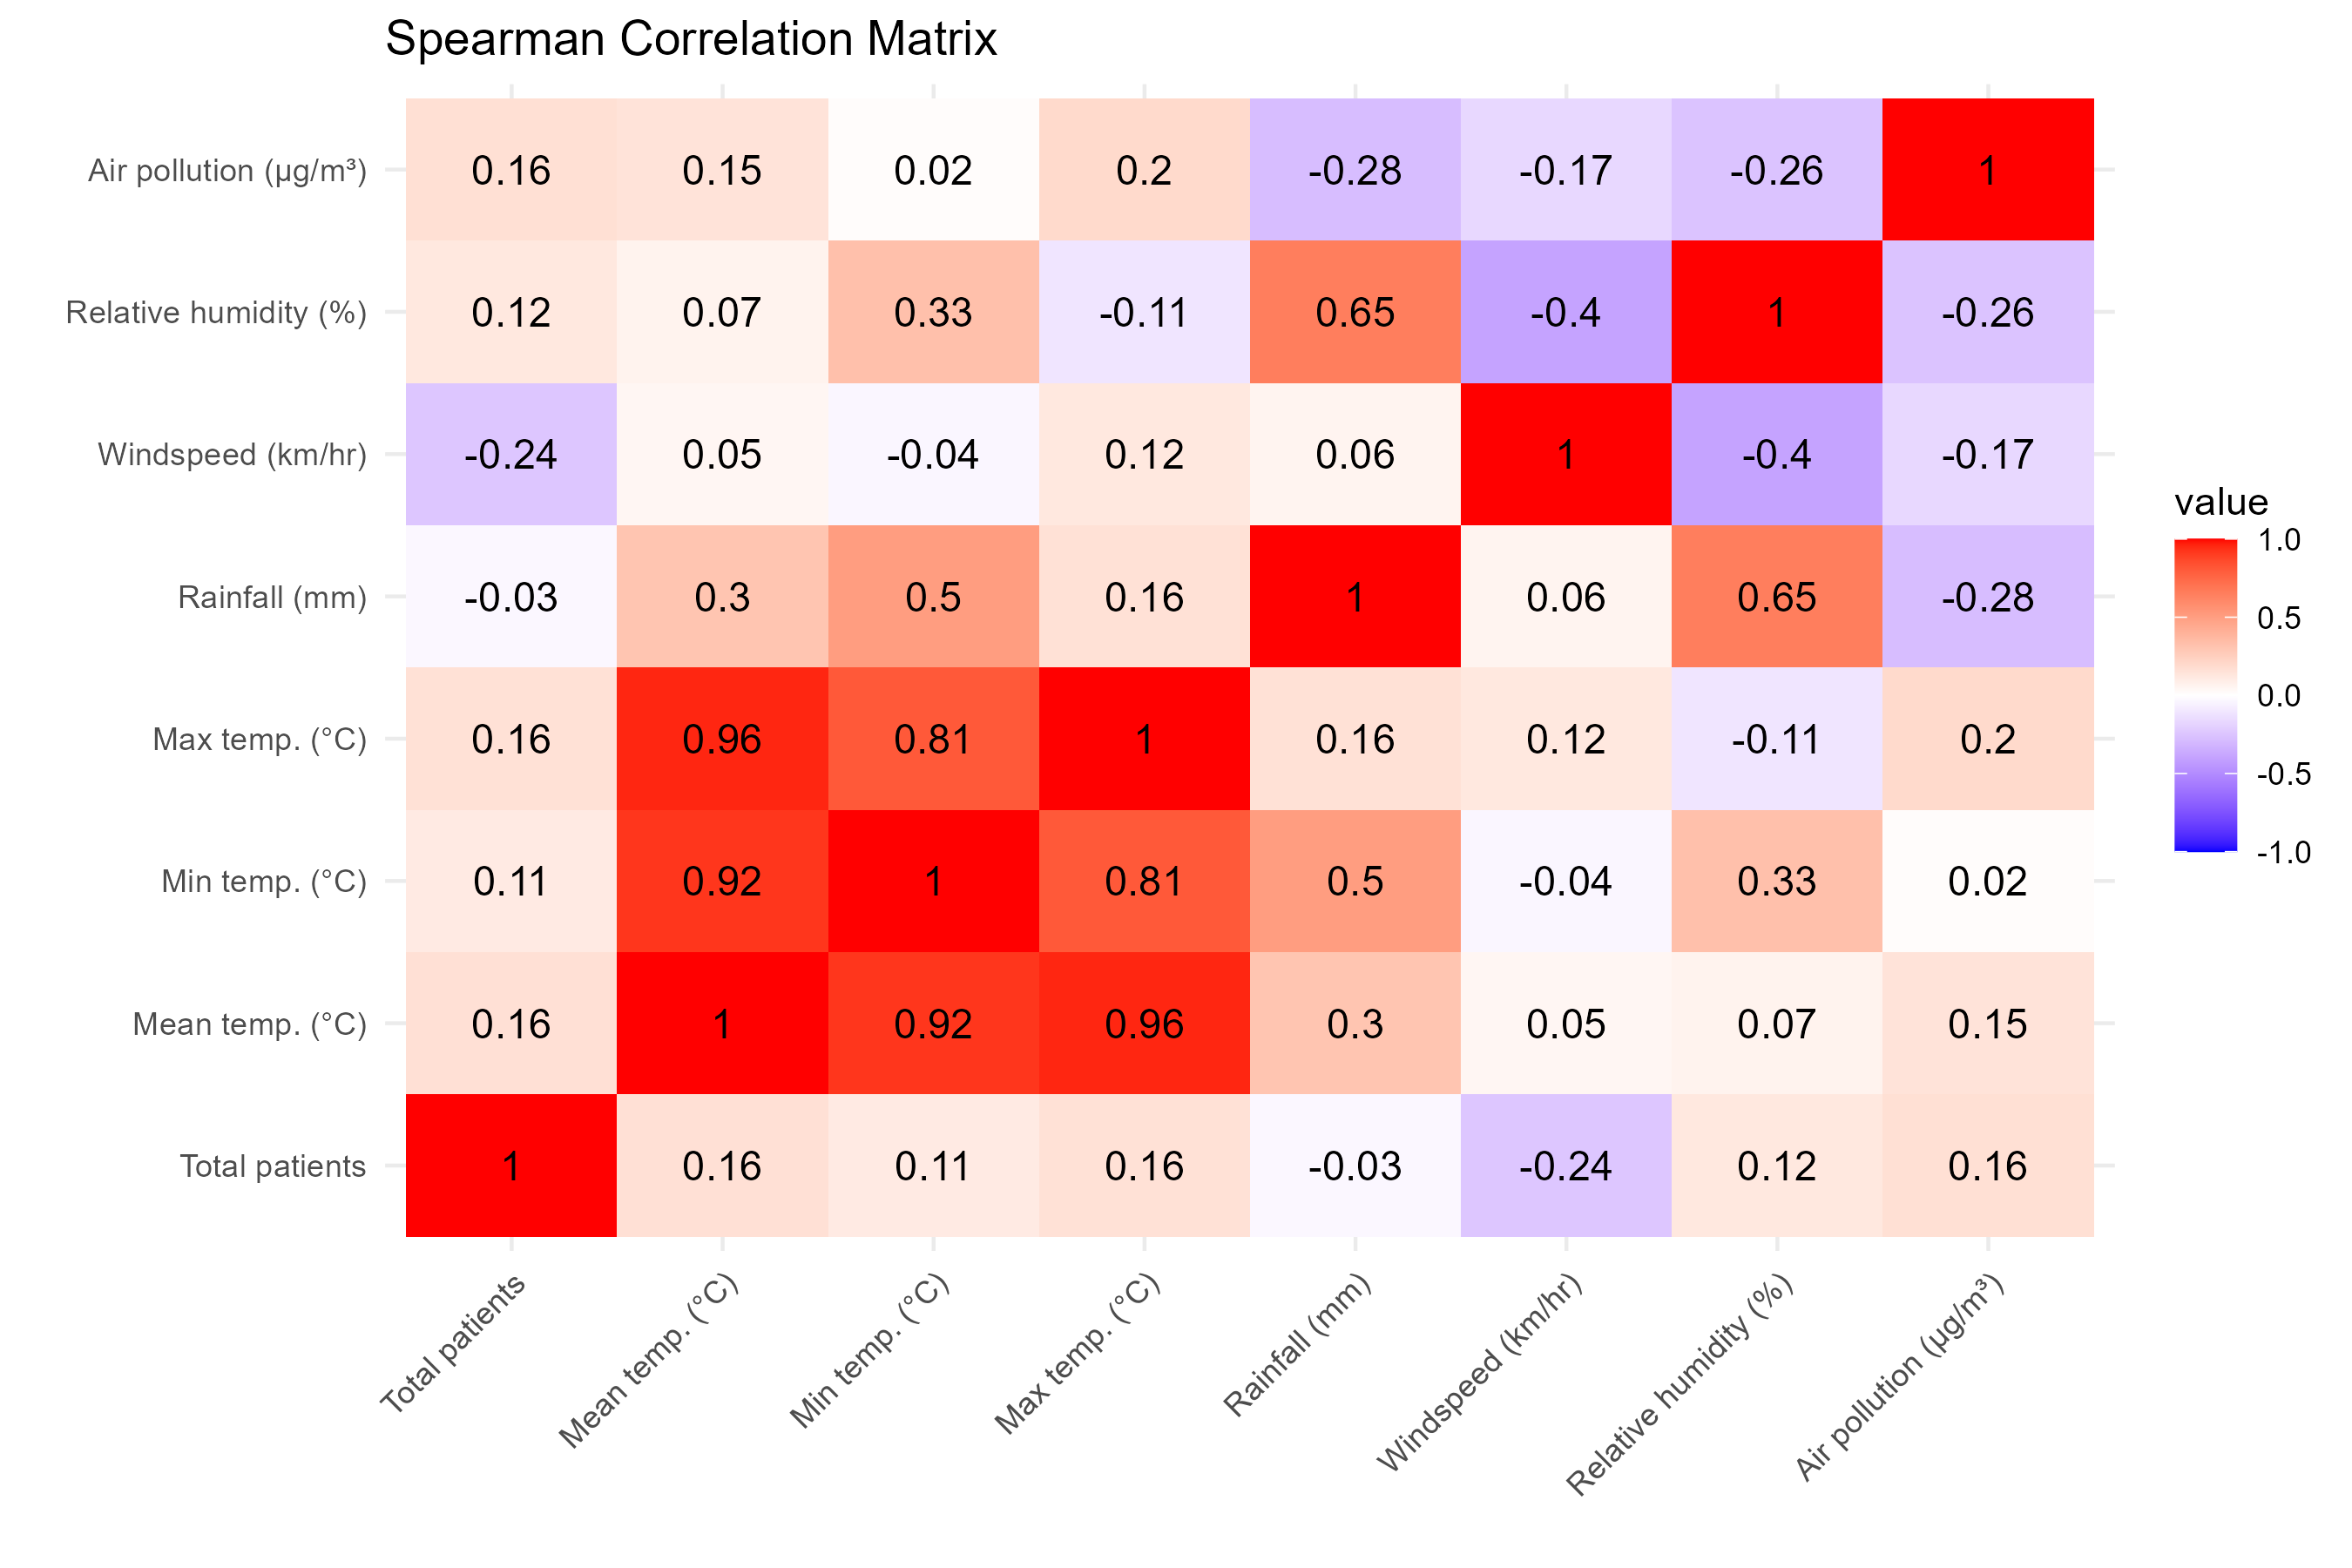 Spearman Correlation Matrix
Air pollution (µg/m³) 0.16 0.15 0.02 0.2 -0.28 -0.17 -0.26 1
Relative humidity (%) 0.12 0.07 0.33 -0.11 0.65 -0.4 1 -0.26
Windspeed (km/hr) -0.24 0.05 -0.04 0.12 0.06 1 -0.4 -0.17
Rainfall (mm) -0.03 0.3 0.5 0.16 1 0.06 0.65 -0.28
Max temp. (°C) 0.16 0.96 0.81 1 0.16 0.12 -0.11 0.2
Min temp. (°C) 0.11 0.92 1 0.81 0.5 -0.04 0.33 0.02
Mean temp. (°C) 0.16 1 0.92 0.96 0.3 0.05 0.07 0.15
Total patients 1 0.16 0.11 0.16 -0.03 -0.24 0.12 0.16
Total patients
Mean temp. (°C)
Min temp. (°C)
Max temp. (°C)
Rainfall (mm)
Windspeed (km/hr)
Relative humidity (%)
Air pollution (µg/m³)
value
1.0
0.5
0.0
-0.5
-1.0